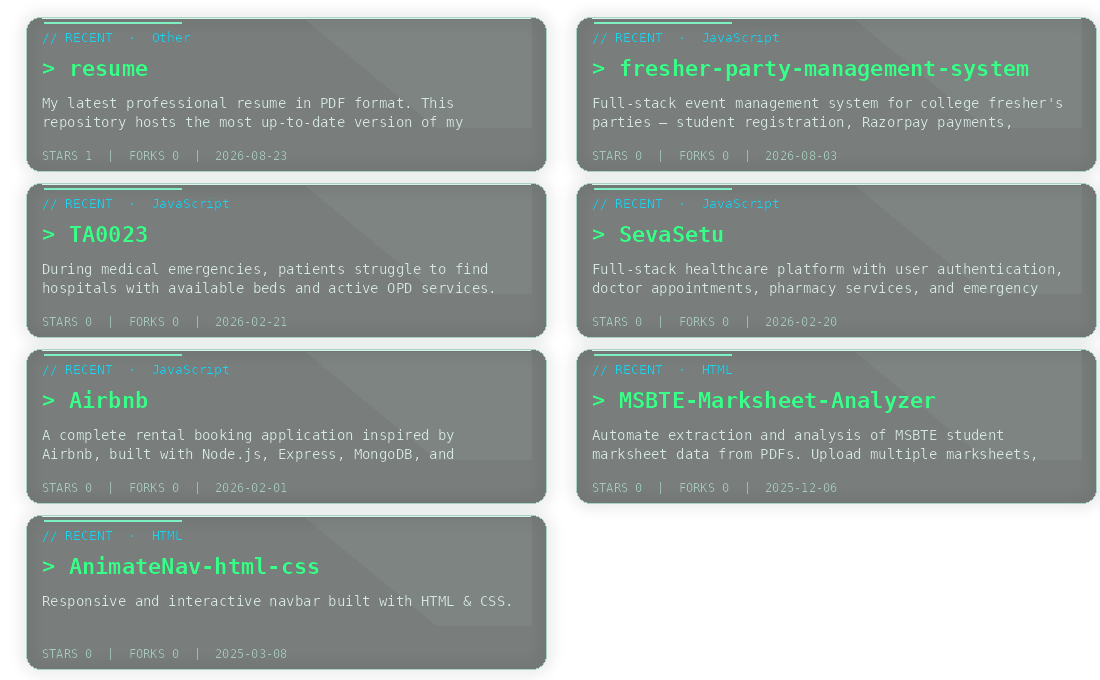 // RECENT · Other
> resume
My latest professional resume in PDF format. This
repository hosts the most up-to-date version of my
STARS 1 | FORKS 0 | 2026-08-23
// RECENT · JavaScript
> fresher-party-management-system
Full-stack event management system for college fresher's
parties — student registration, Razorpay payments,
STARS 0 | FORKS 0 | 2026-08-03
// RECENT · JavaScript
> TA0023
During medical emergencies, patients struggle to find
hospitals with available beds and active OPD services.
STARS 0 | FORKS 0 | 2026-02-21
// RECENT · JavaScript
> SevaSetu
Full-stack healthcare platform with user authentication,
doctor appointments, pharmacy services, and emergency
STARS 0 | FORKS 0 | 2026-02-20
// RECENT · JavaScript
> Airbnb
A complete rental booking application inspired by
Airbnb, built with Node.js, Express, MongoDB, and
STARS 0 | FORKS 0 | 2026-02-01
// RECENT · HTML
> MSBTE-Marksheet-Analyzer
Automate extraction and analysis of MSBTE student
marksheet data from PDFs. Upload multiple marksheets,
STARS 0 | FORKS 0 | 2025-12-06
// RECENT · HTML
> AnimateNav-html-css
Responsive and interactive navbar built with HTML & CSS.
STARS 0 | FORKS 0 | 2025-03-08